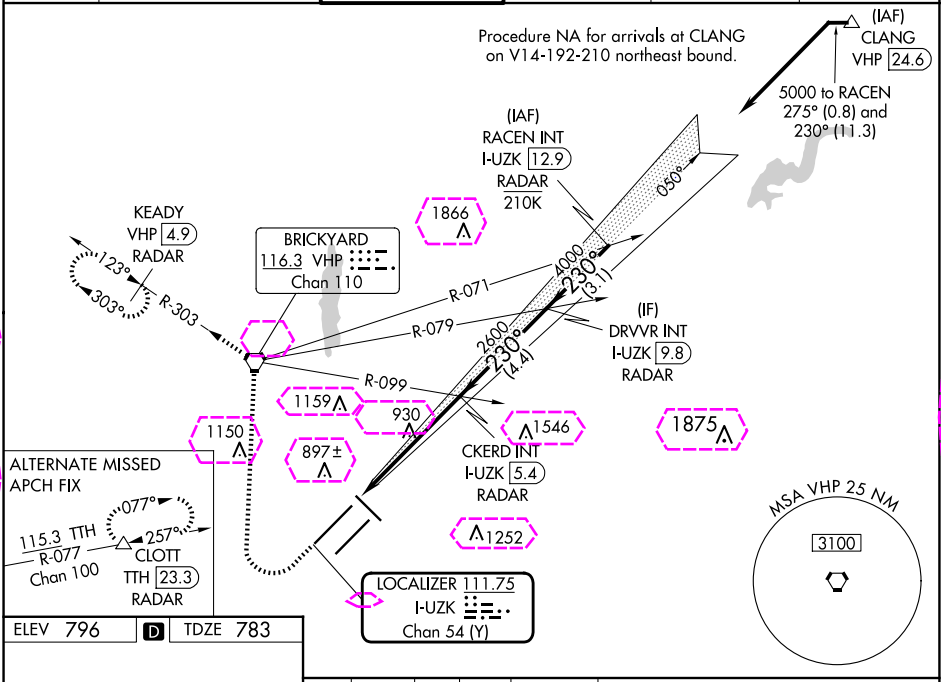 Procedure NA for arrivals at CLANG
on V14-192-210 northeast bound.
(IAF)
CLANG
VHP 24.6
5000 to RACEN
275° (0.8) and
230° (11.3)
(IAF)
RACEN INT
I-UZK 12.9
RADAR
210K
050°
KEADY
VHP 4.9
RADAR
1866
BRICKYARD
116.3 VHP
Chan 110
123°
303°
R-303
R-071
R-079
R-099
4000
230°
(3.1)
2600
230°
(4.4)
(IF)
DRVVR INT
I-UZK 9.8
RADAR
1159
930
1150
897±
1546
1875
CKERD INT
I-UZK 5.4
RADAR
1252
ALTERNATE MISSED
APCH FIX
077°
257°
115.3 TTH
R-077
Chan 100
CLOTT
TTH 23.3
RADAR
LOCALIZER 111.75
I-UZK
Chan 54 (Y)
MSA VHP 25 NM
3100
ELEV 796 D TDZE 783